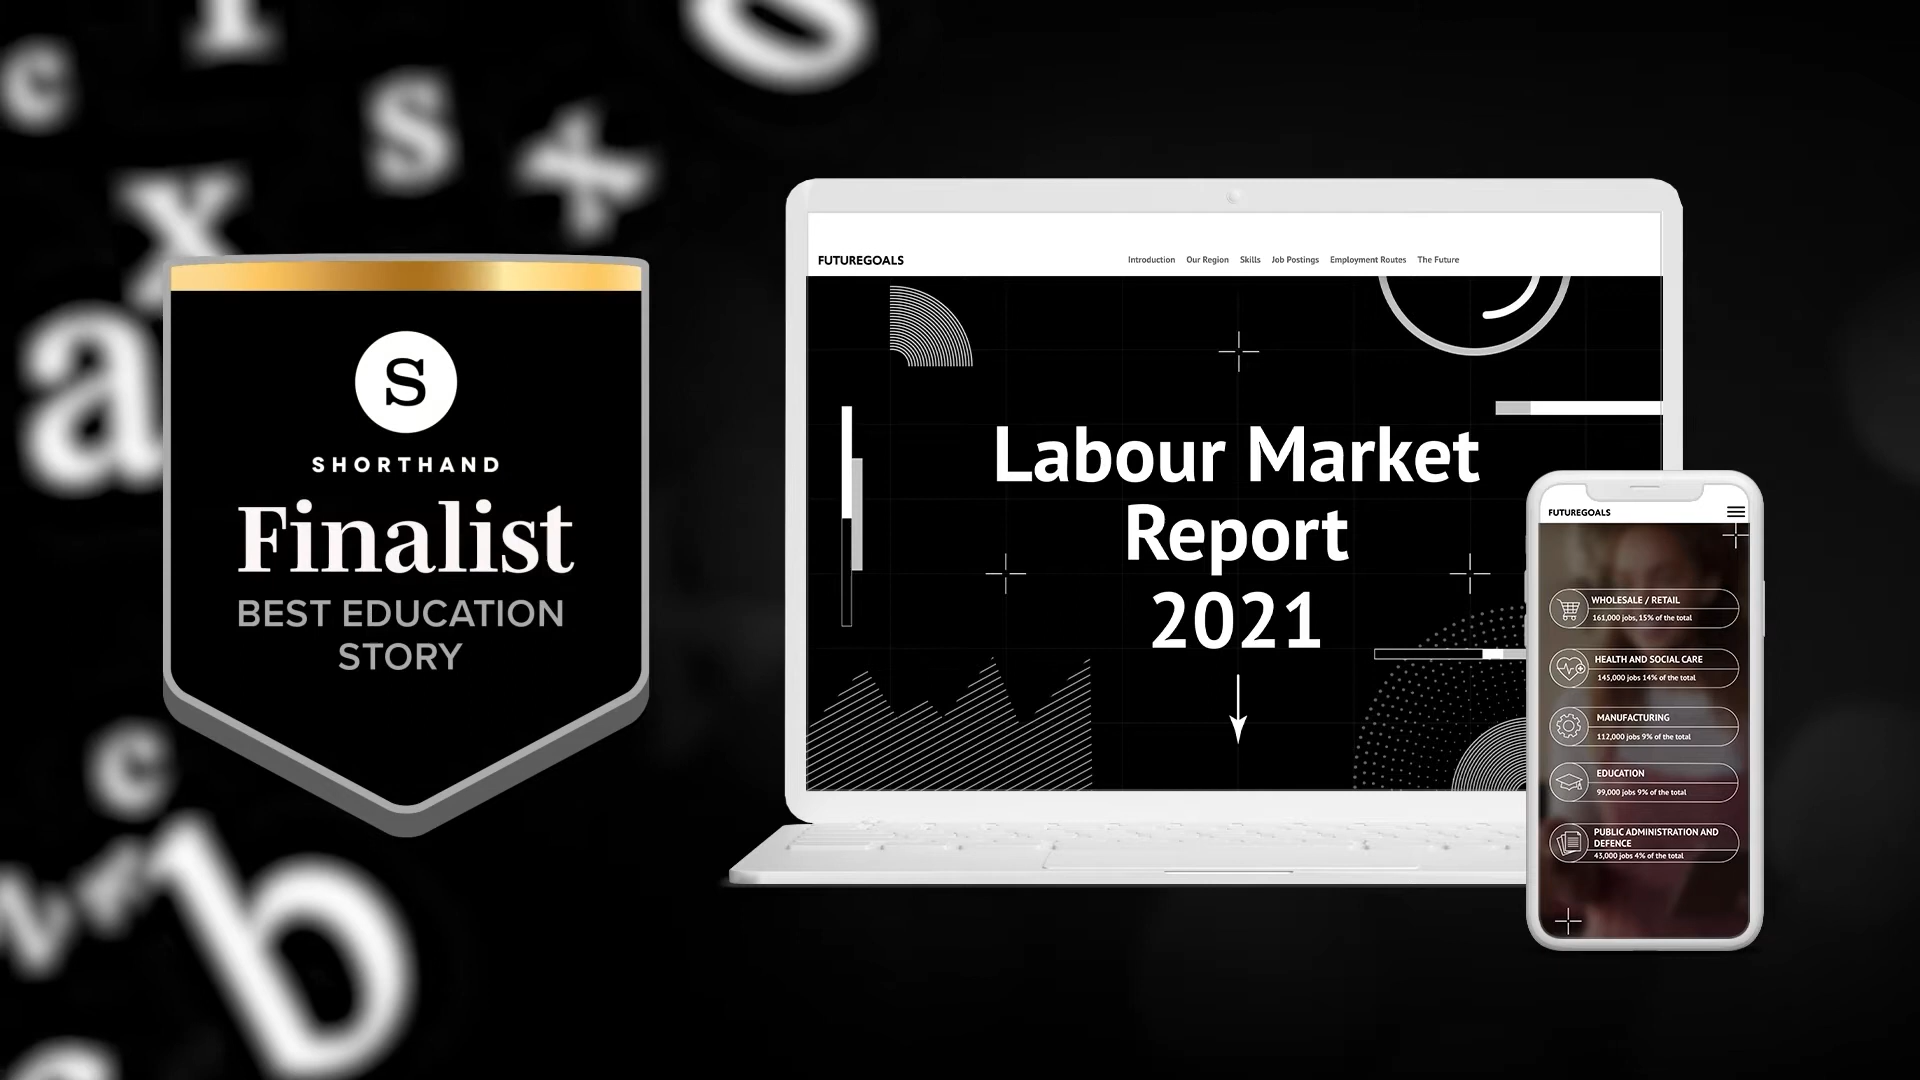 c
r
s
x
o
x
a
S
SHORTHAND
Finalist
BEST EDUCATION
STORY
c
b
FUTUREGOALS
Introduction Our Region Skills Job Postings Employment Routes The Future
Labour Market
Report
2021
FUTUREGOALS
WHOLESALE / RETAIL
161,000 jobs, 15% of the total
HEALTH AND SOCIAL CARE
145,000 jobs 14% of the total
MANUFACTURING
112,000 jobs 9% of the total
EDUCATION
99,000 jobs 9% of the total
PUBLIC ADMINISTRATION AND
DEFENCE
43,000 jobs 4% of the total